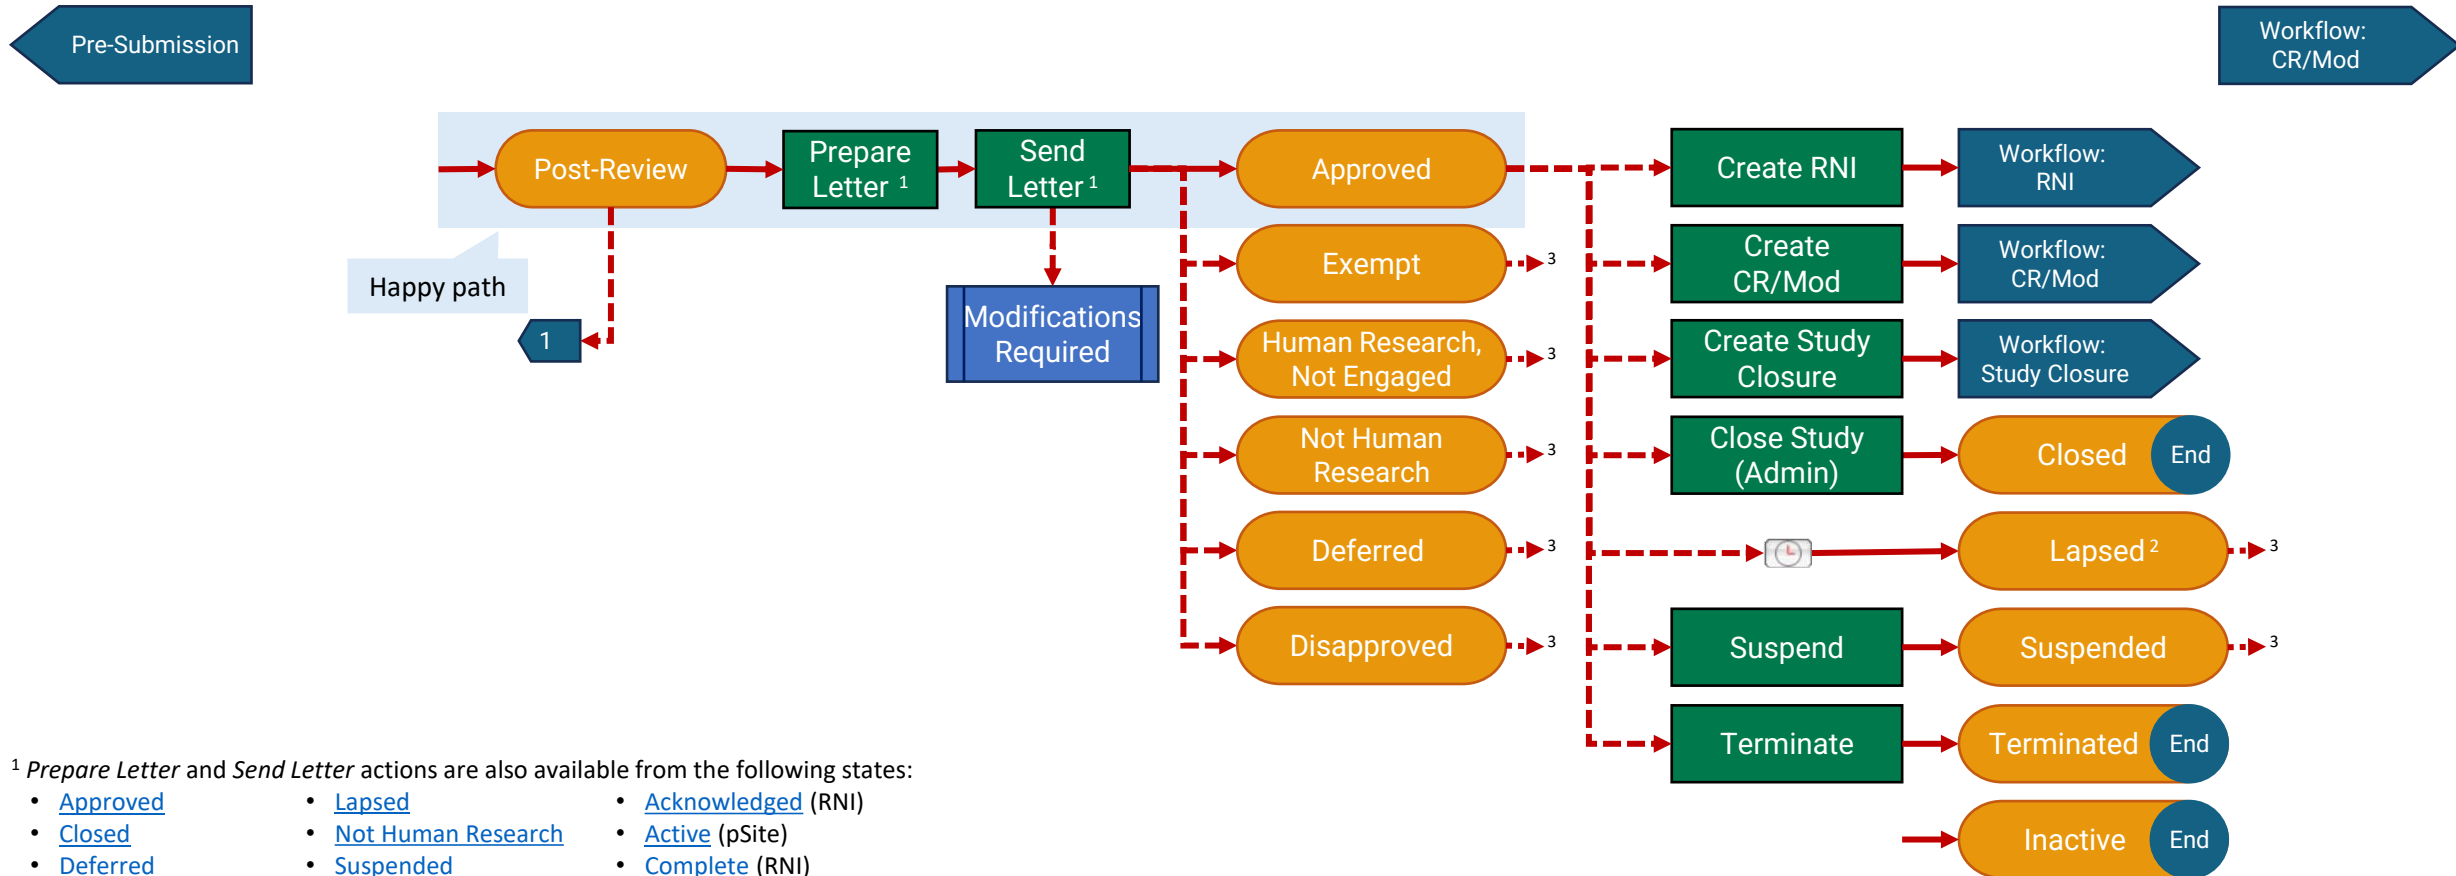 Pre-Submission
Workflow:
CR/Mod
Post-Review
Prepare
Letter 1
Send
Letter 1
Approved
Create RNI
Workflow:
RNI
Happy path
1
Modifications
Required
Exempt
3
Create
CR/Mod
Workflow:
CR/Mod
Human Research,
Not Engaged
3
Create Study
Closure
Workflow:
Study Closure
Not Human
Research
3
Close Study
(Admin)
Closed
End
Deferred
3
Lapsed 2
3
Disapproved
3
Suspend
Suspended
3
Terminate
Terminated
End
Inactive
End
1 Prepare Letter and Send Letter actions are also available from the following states:
• Approved
• Closed
• Deferred
• Lapsed
• Not Human Research
• Suspended
• Acknowledged (RNI)
• Active (pSite)
• Complete (RNI)